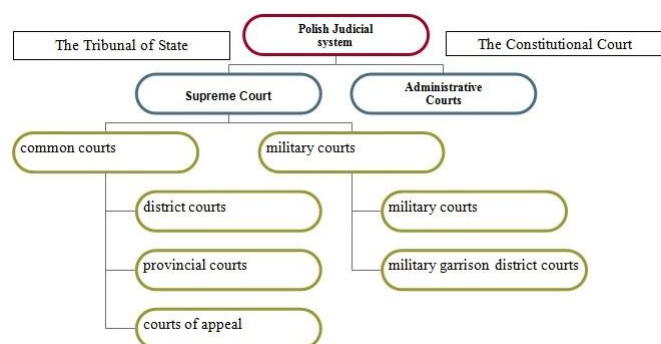 Polish Judicial
system
The Tribunal of State
The Constitutional Court
Supreme Court
Administrative
Courts
common courts
military courts
district courts
military courts
provincial courts
military garrison district courts
courts of appeal